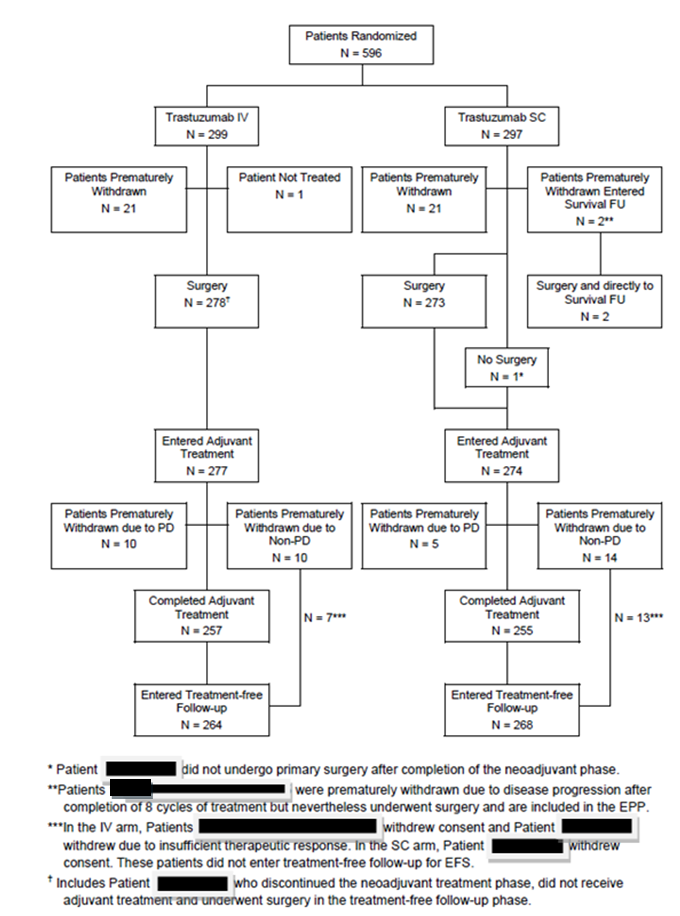 Patients Randomized
N = 596
Trastuzumab IV
N = 299
Trastuzumab SC
N = 297
Patients Prematurely
Withdrawn
N = 21
Patient Not Treated
N = 1
Patients Prematurely
Withdrawn
N = 21
Patients Prematurely
Withdrawn Entered
Survival FU
N = 2**
Surgery
N = 278†
Surgery
N = 273
Surgery and directly to
Survival FU
N = 2
No Surgery
N = 1*
Entered Adjuvant
Treatment
N = 277
Entered Adjuvant
Treatment
N = 274
Patients Prematurely
Withdrawn due to PD
N = 10
Patients Prematurely
Withdrawn due to
Non-PD
N = 10
Patients Prematurely
Withdrawn due to PD
N = 5
Patients Prematurely
Withdrawn due to
Non-PD
N = 14
Completed Adjuvant
Treatment
N = 257
N = 7***
Completed Adjuvant
Treatment
N = 255
N = 13***
Entered Treatment-free
Follow-up
N = 264
Entered Treatment-free
Follow-up
N = 268
* Patient did not undergo primary surgery after completion of the neoadjuvant phase.
**Patients , were prematurely withdrawn due to disease progression after
completion of 8 cycles of treatment but nevertheless underwent surgery and are included in the EPP.
***In the IV arm, Patients withdrew consent and Patient
withdrew due to insufficient therapeutic response. In the SC arm, Patient withdrew
consent. These patients did not enter treatment-free follow-up for EFS.
† Includes Patient who discontinued the neoadjuvant treatment phase, did not receive
adjuvant treatment and underwent surgery in the treatment-free follow-up phase.